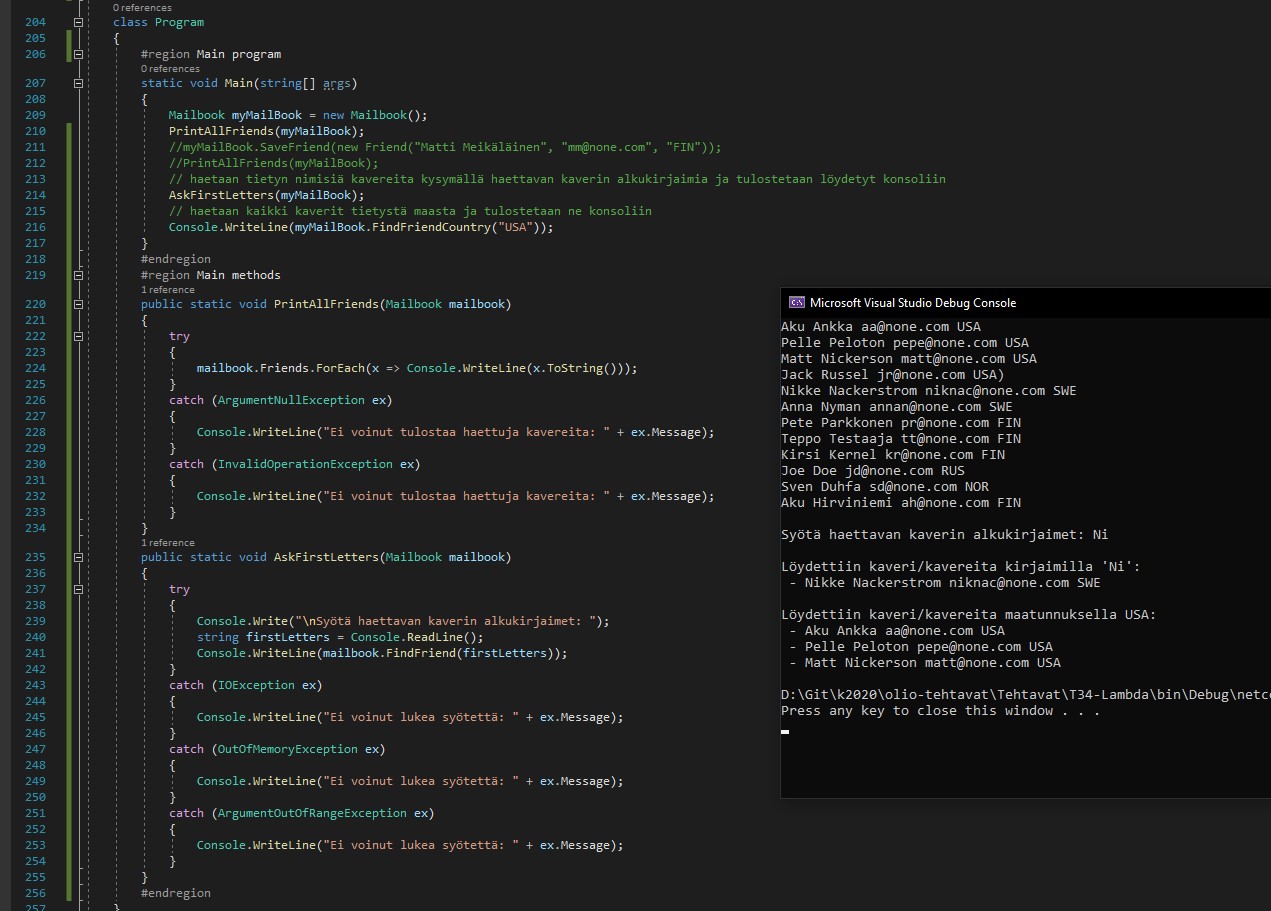 0 references
204 class Program
205 {
206 #region Main program
0 references
207 static void Main(string[] args)
208 {
209 Mailbook myMailBook = new Mailbook();
210 PrintAllFriends(myMailBook);
211 //myMailBook.SaveFriend(new Friend("Matti Meikäläinen", "mm@none.com", "FIN"));
212 //PrintAllFriends(myMailBook);
213 // haetaan tietyn nimisiä kavereita kysymällä haettavan kaverin alkukirjaimia ja tulostetaan löydetyt konsoliin
214 AskFirstLetters(myMailBook);
215 // haetaan kaikki kaverit tietystä maasta ja tulostetaan ne konsoliin
216 Console.WriteLine(myMailBook.FindFriendCountry("USA"));
217 }
218 #endregion
219 #region Main methods
1 reference
220 public static void PrintAllFriends(Mailbook mailbook)
221 {
222 try
223 {
224 mailbook.Friends.ForEach(x => Console.WriteLine(x.ToString()));
225 }
226 catch (ArgumentNullException ex)
227 {
228 Console.WriteLine("Ei voinut tulostaa haettuja kavereita: " + ex.Message);
229 }
230 catch (InvalidOperationException ex)
231 {
232 Console.WriteLine("Ei voinut tulostaa haettuja kavereita: " + ex.Message);
233 }
234 }
1 reference
235 public static void AskFirstLetters(Mailbook mailbook)
236 {
237 try
238 {
239 Console.Write("\nSyötä haettavan kaverin alkukirjaimet: ");
240 string firstLetters = Console.ReadLine();
241 Console.WriteLine(mailbook.FindFriend(firstLetters));
242 }
243 catch (IOException ex)
244 {
245 Console.WriteLine("Ei voinut lukea syötettä: " + ex.Message);
246 }
247 catch (OutOfMemoryException ex)
248 {
249 Console.WriteLine("Ei voinut lukea syötettä: " + ex.Message);
250 }
251 catch (ArgumentOutOfRangeException ex)
252 {
253 Console.WriteLine("Ei voinut lukea syötettä: " + ex.Message);
254 }
255 }
256 #endregion
257 }
Microsoft Visual Studio Debug Console
Aku Ankka aa@none.com USA
Pelle Peloton pepe@none.com USA
Matt Nickerson matt@none.com USA
Jack Russel jr@none.com USA)
Nikke Nackerstrom niknac@none.com SWE
Anna Nyman annan@none.com SWE
Pete Parkkonen pr@none.com FIN
Teppo Testaaja tt@none.com FIN
Kirsi Kernel kr@none.com FIN
Joe Doe jd@none.com RUS
Sven Duhfa sd@none.com NOR
Aku Hirviniemi ah@none.com FIN
Syötä haettavan kaverin alkukirjaimet: Ni
Löydettiin kaveri/kavereita kirjaimilla 'Ni':
- Nikke Nackerstrom niknac@none.com SWE
Löydettiin kaveri/kavereita maatunnuksella USA:
- Aku Ankka aa@none.com USA
- Pelle Peloton pepe@none.com USA
- Matt Nickerson matt@none.com USA
D:\Git\k2020\olio-tehtavat\Tehtavat\T34-Lambda\bin\Debug\netc
Press any key to close this window . . .